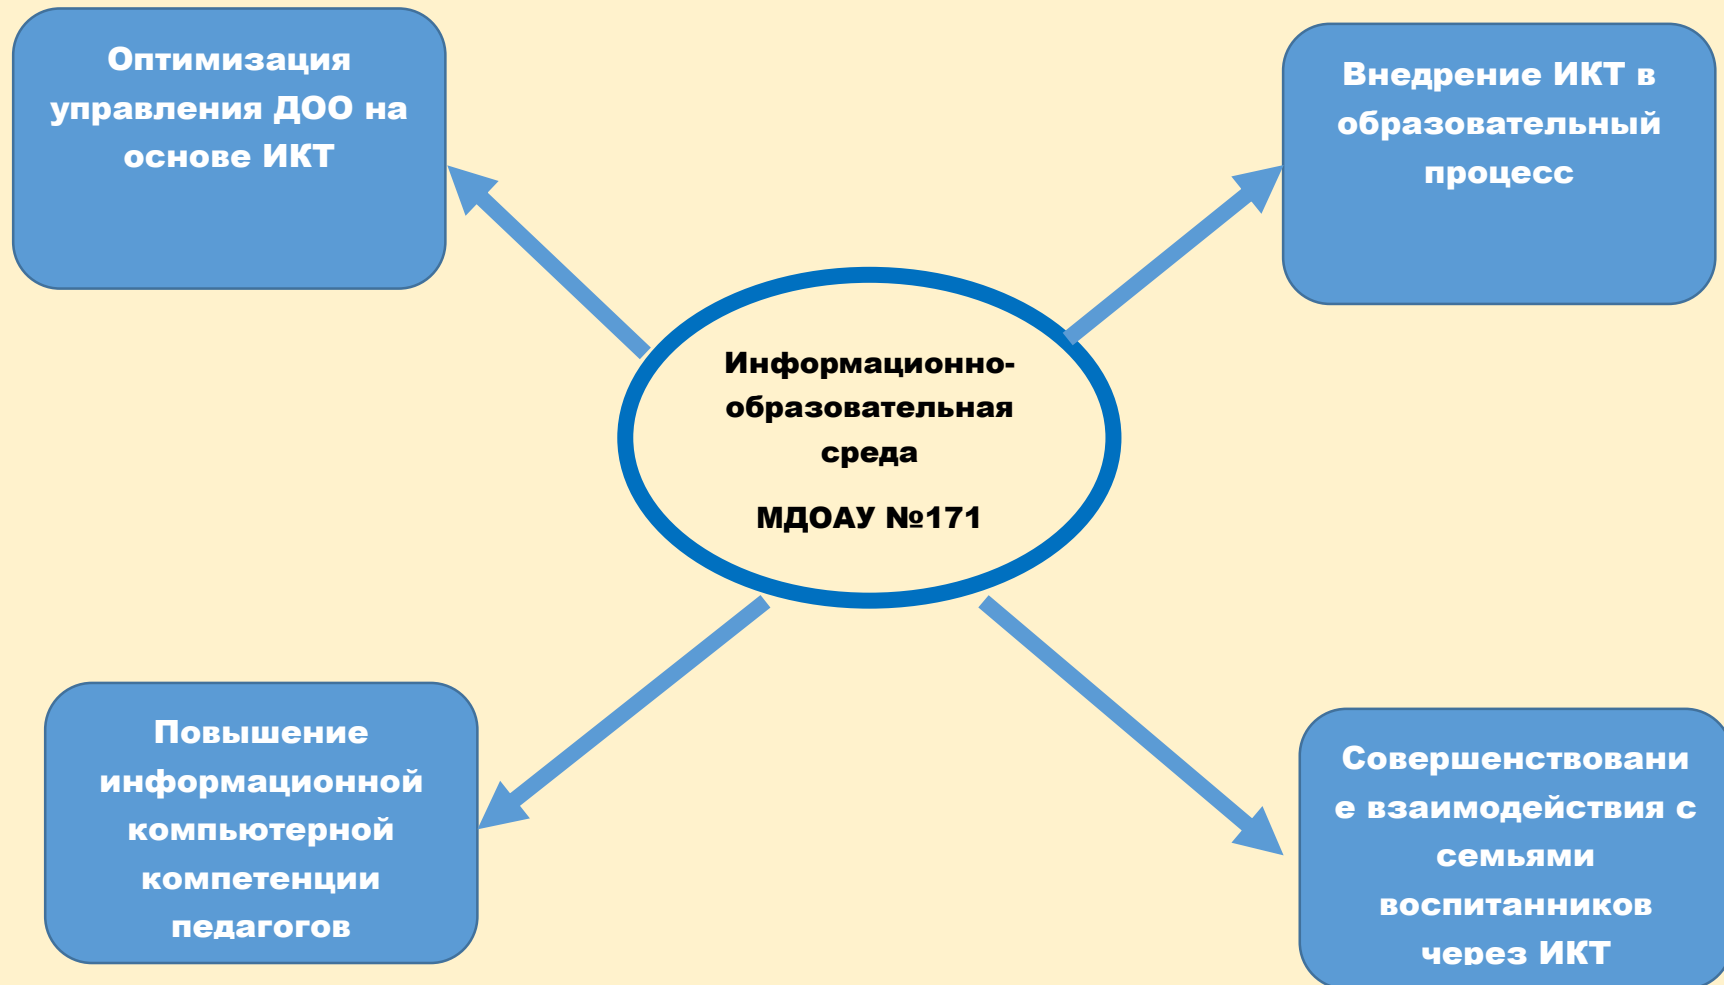 Оптимизация
управления ДОО на
основе ИКТ
Внедрение ИКТ в
образовательный
процесс
Информационно-
образовательная
среда
МДОАУ №171
Повышение
информационной
компьютерной
компетенции
педагогов
Совершенствовани
е взаимодействия с
семьями
воспитанников
через ИКТ